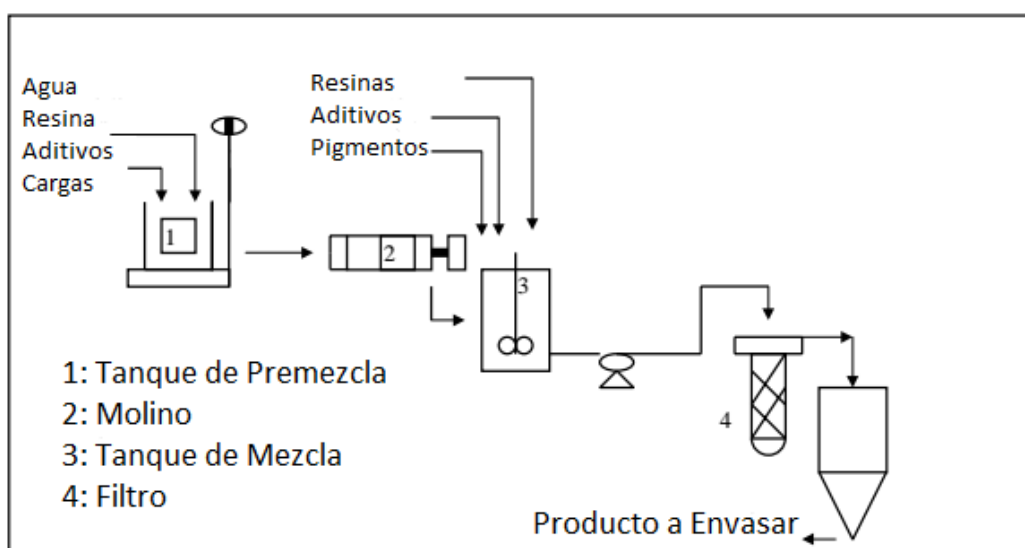 Agua
Resina
Aditivos
Cargas
Resinas
Aditivos
Pigmentos
1
2
3
4
1: Tanque de Premezcla
2: Molino
3: Tanque de Mezcla
4: Filtro
Producto a Envasar